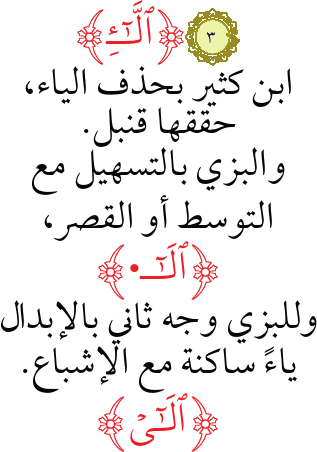 ٣ ﴿ٱلَّـٰٓءِ﴾
ابن كثير بحذف الياء،
حققها قنبل.
والبزي بالتسهيل مع
التوسط أو القصر،
﴿ٱلَـٰٓـ•﴾
وللبزي وجه ثاني بالإبدال
ياءً ساكنة مع الإشباع.
﴿ٱلَـٰٓىۡ﴾